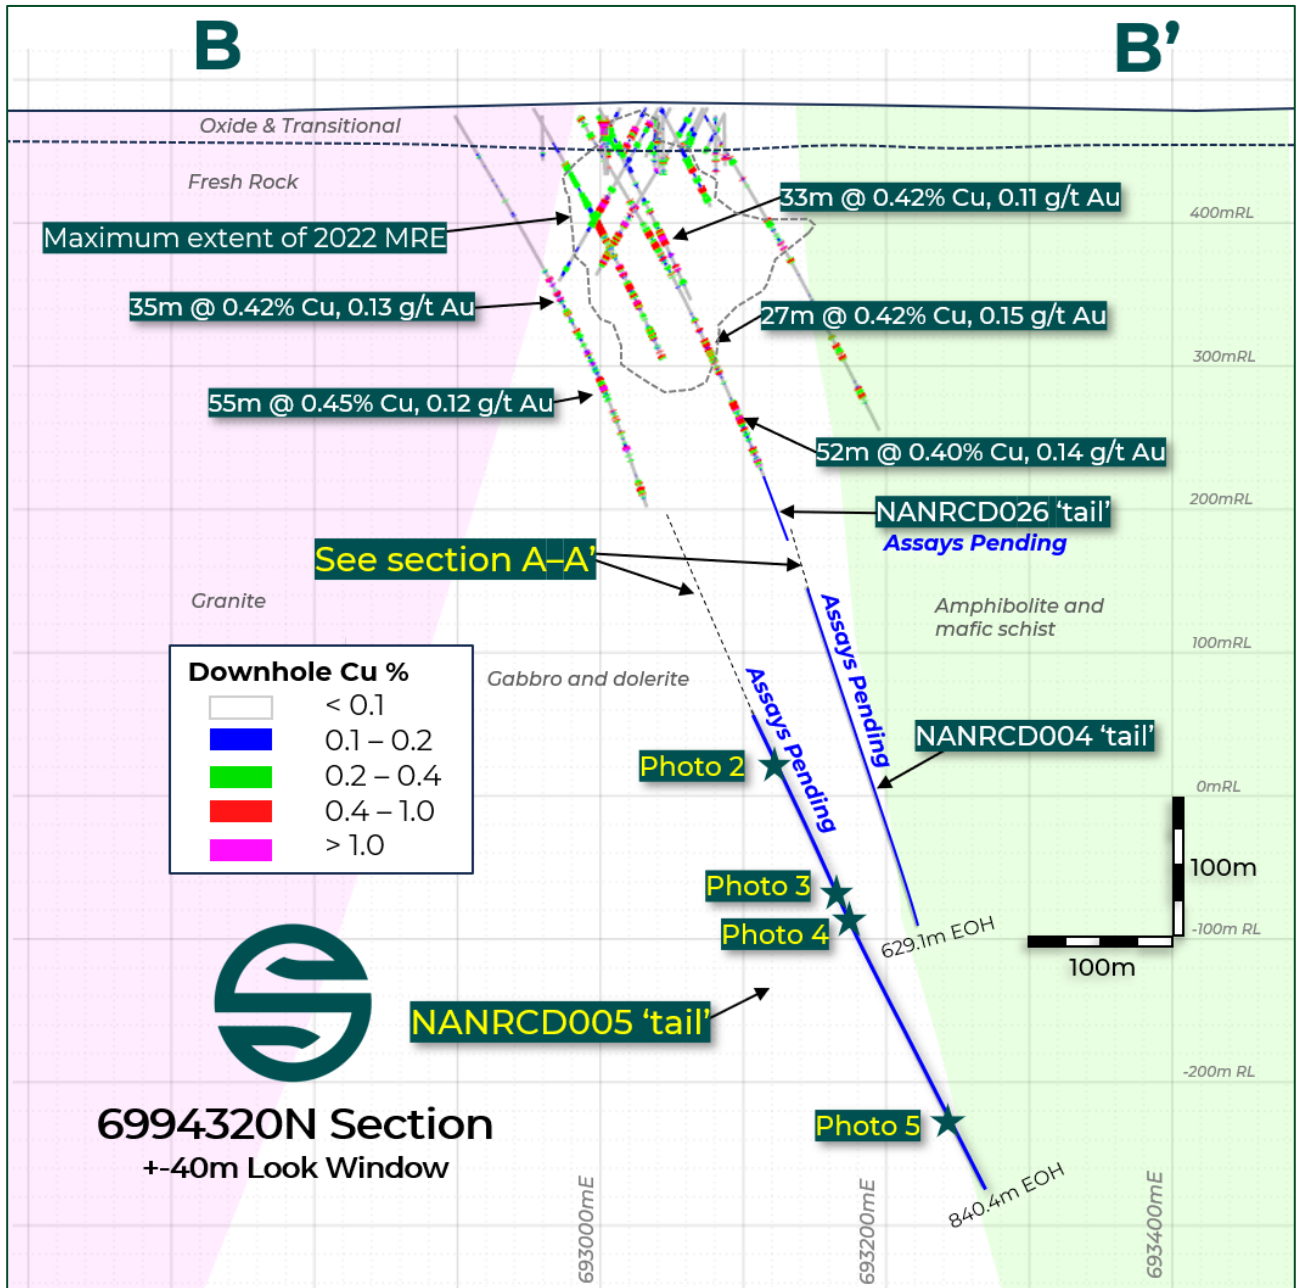 B
B'
Oxide & Transitional
Fresh Rock
400mRL
33m @ 0.42% Cu, 0.11 g/t Au
Maximum extent of 2022 MRE
35m @ 0.42% Cu, 0.13 g/t Au
27m @ 0.42% Cu, 0.15 g/t Au
300mRL
55m @ 0.45% Cu, 0.12 g/t Au
52m @ 0.40% Cu, 0.14 g/t Au
200mRL
NANRCD026 ‘tail’
Assays Pending
See section A–A’
Granite
Amphibolite and
mafic schist
100mRL
Gabbro and dolerite
Assays Pending
Assays Pending
Downhole Cu %
< 0.1
0.1 – 0.2
0.2 – 0.4
0.4 – 1.0
> 1.0
NANRCD004 ‘tail’
Photo 2
0mRL
100m
100m
Photo 3
Photo 4
-100m RL
629.1m EOH
NANRCD005 ‘tail’
-200m RL
Photo 5
6994320N Section
+-40m Look Window
840.4m EOH
693000mE
693200mE
693400mE